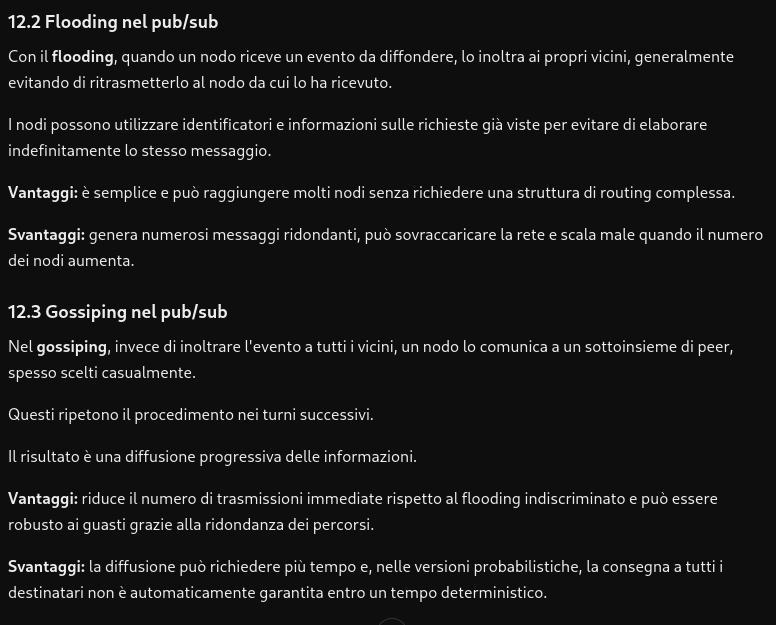 12.2 Flooding nel pub/sub
Con il flooding, quando un nodo riceve un evento da diffondere, lo inoltra ai propri vicini, generalmente
evitando di ritrasmetterlo al nodo da cui lo ha ricevuto.
I nodi possono utilizzare identificatori e informazioni sulle richieste già viste per evitare di elaborare
indefinitamente lo stesso messaggio.
Vantaggi: è semplice e può raggiungere molti nodi senza richiedere una struttura di routing complessa.
Svantaggi: genera numerosi messaggi ridondanti, può sovraccaricare la rete e scala male quando il numero
dei nodi aumenta.
12.3 Gossiping nel pub/sub
Nel gossiping, invece di inoltrare l'evento a tutti i vicini, un nodo lo comunica a un sottoinsieme di peer,
spesso scelti casualmente.
Questi ripetono il procedimento nei turni successivi.
Il risultato è una diffusione progressiva delle informazioni.
Vantaggi: riduce il numero di trasmissioni immediate rispetto al flooding indiscriminato e può essere
robusto ai guasti grazie alla ridondanza dei percorsi.
Svantaggi: la diffusione può richiedere più tempo e, nelle versioni probabilistiche, la consegna a tutti i
destinatari non è automaticamente garantita entro un tempo deterministico.